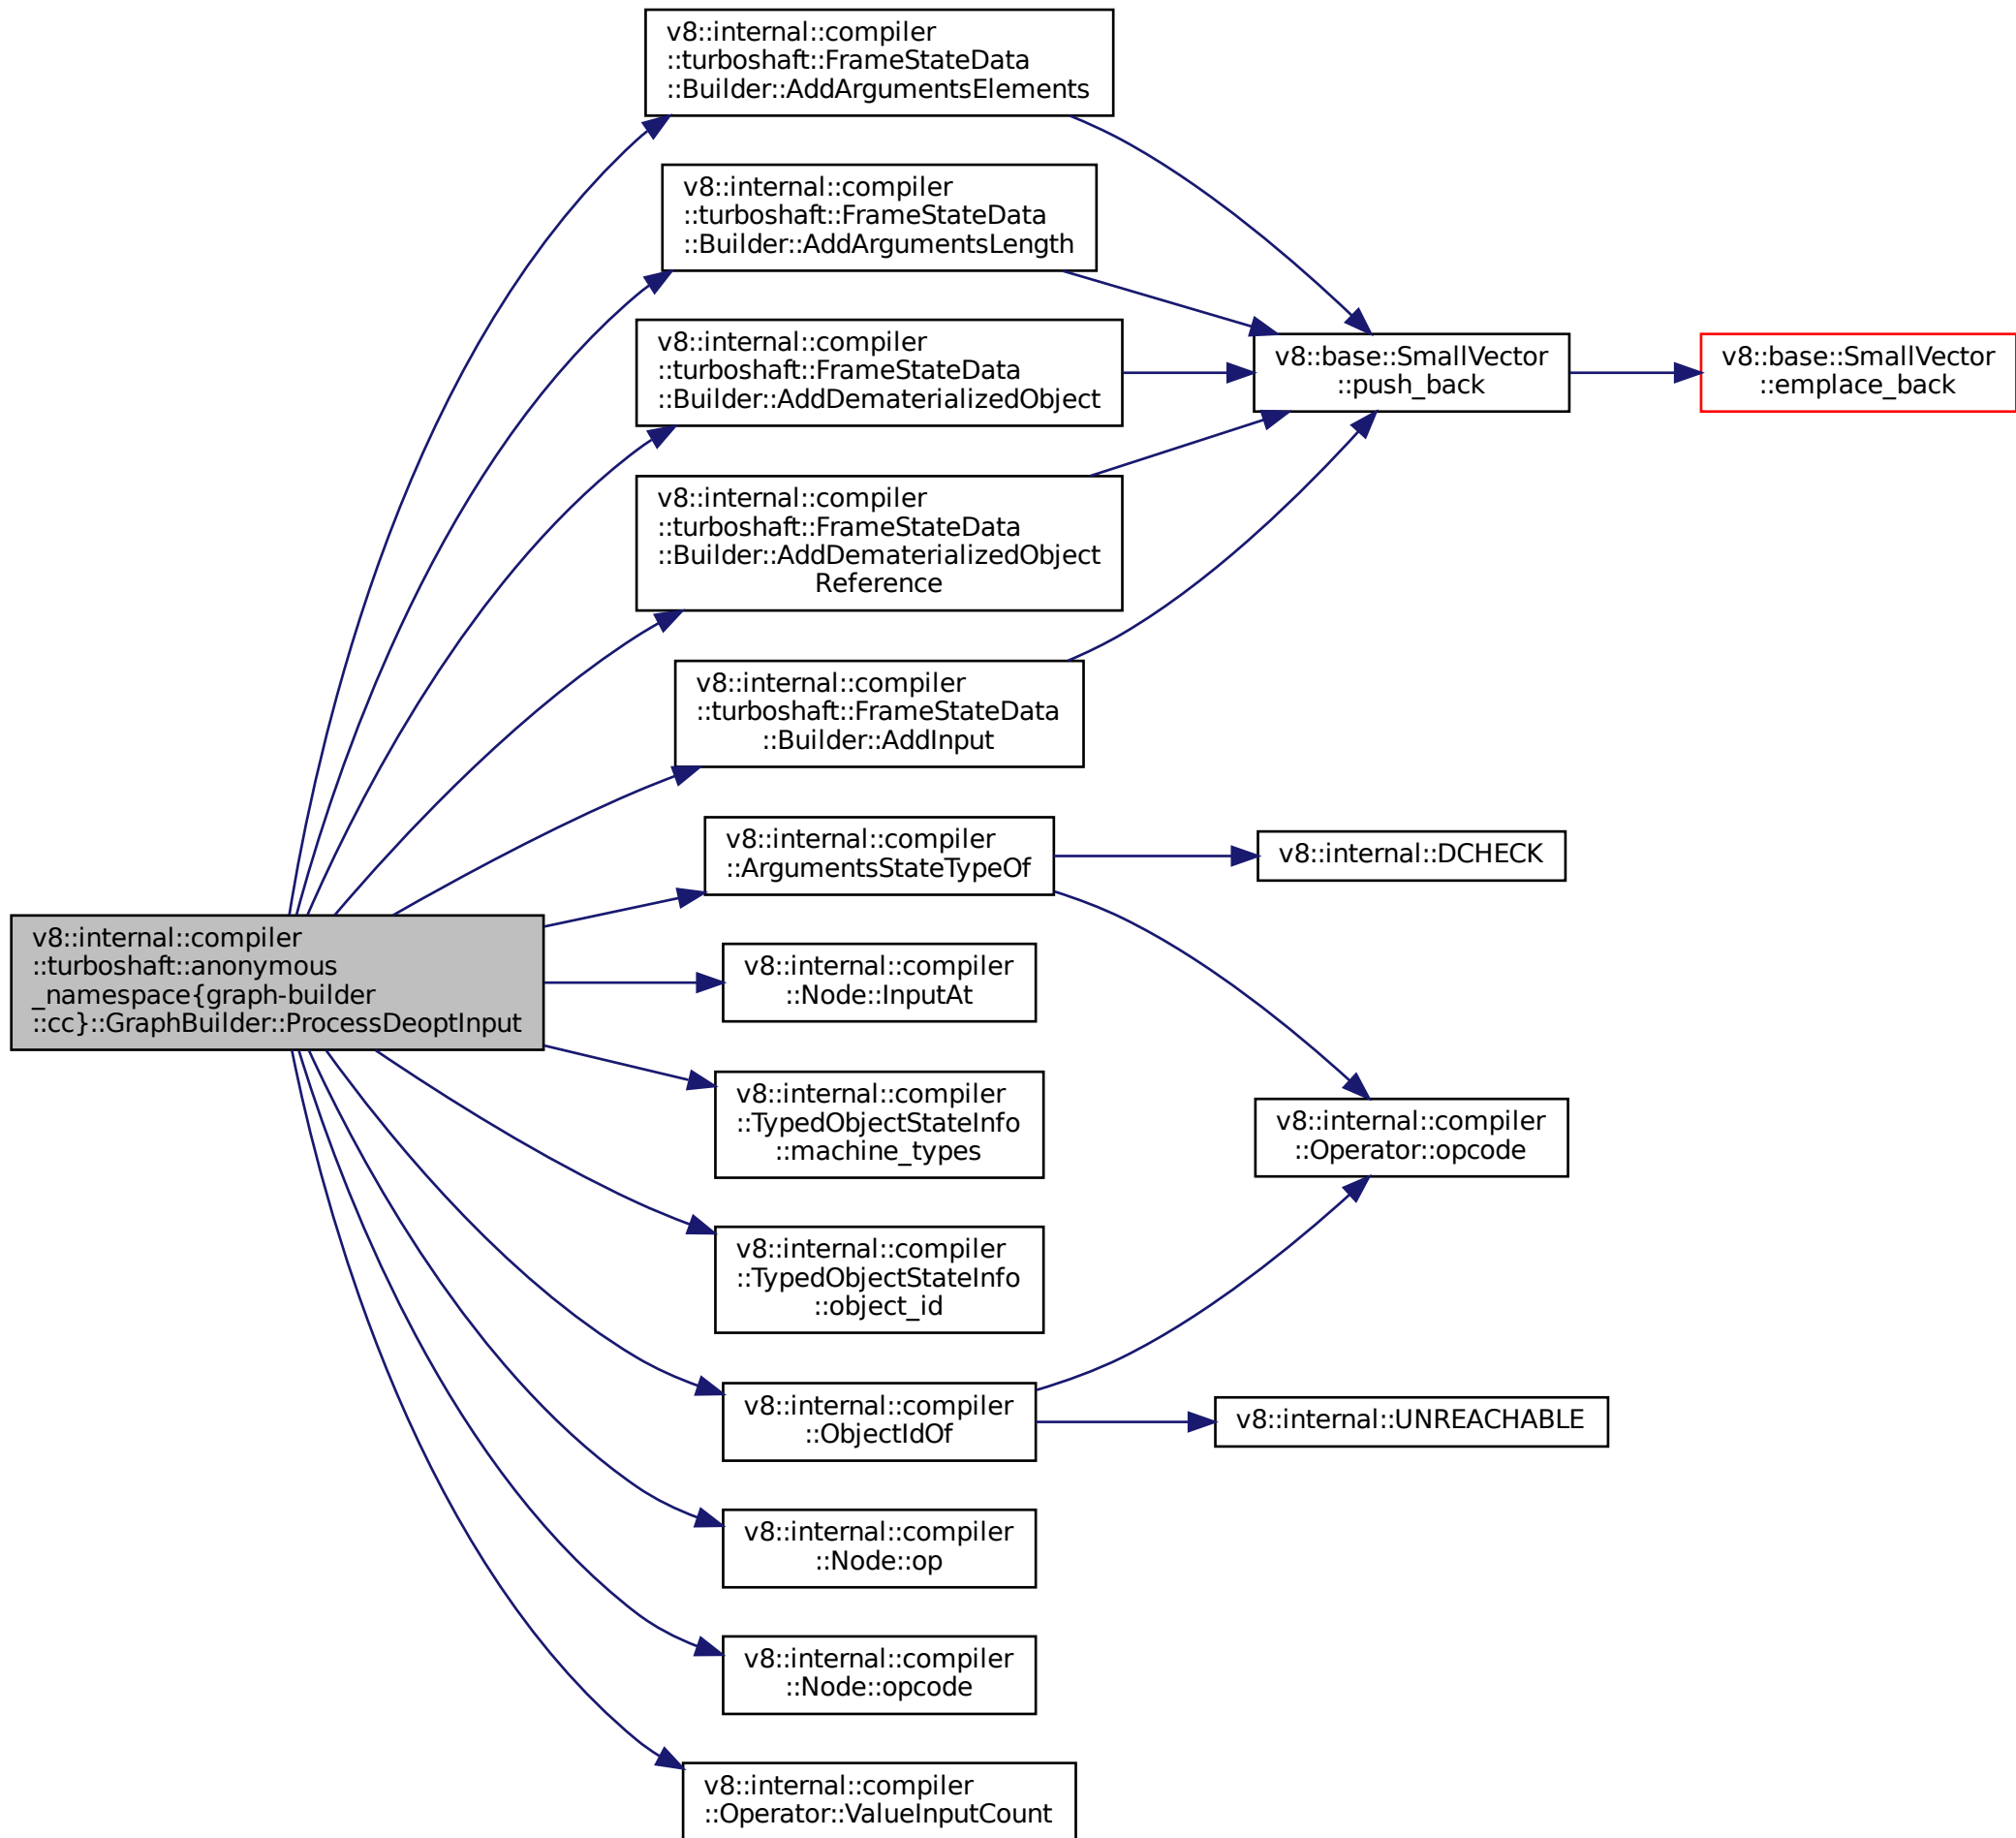 v8::internal::compiler
::turboshaft::FrameStateData
::Builder::AddArgumentsElements
v8::internal::compiler
::turboshaft::FrameStateData
::Builder::AddArgumentsLength
v8::internal::compiler
::turboshaft::FrameStateData
::Builder::AddDematerializedObject
v8::base::SmallVector
::push_back
v8::base::SmallVector
::emplace_back
v8::internal::compiler
::turboshaft::FrameStateData
::Builder::AddDematerializedObject
Reference
v8::internal::compiler
::turboshaft::FrameStateData
::Builder::AddInput
v8::internal::compiler
::ArgumentsStateTypeOf
v8::internal::DCHECK
v8::internal::compiler
::turboshaft::anonymous
_namespace{graph-builder
::cc}::GraphBuilder::ProcessDeoptInput
v8::internal::compiler
::Node::InputAt
v8::internal::compiler
::TypedObjectStateInfo
::machine_types
v8::internal::compiler
::Operator::opcode
v8::internal::compiler
::TypedObjectStateInfo
::object_id
v8::internal::compiler
::ObjectIdOf
v8::internal::UNREACHABLE
v8::internal::compiler
::Node::op
v8::internal::compiler
::Node::opcode
v8::internal::compiler
::Operator::ValueInputCount